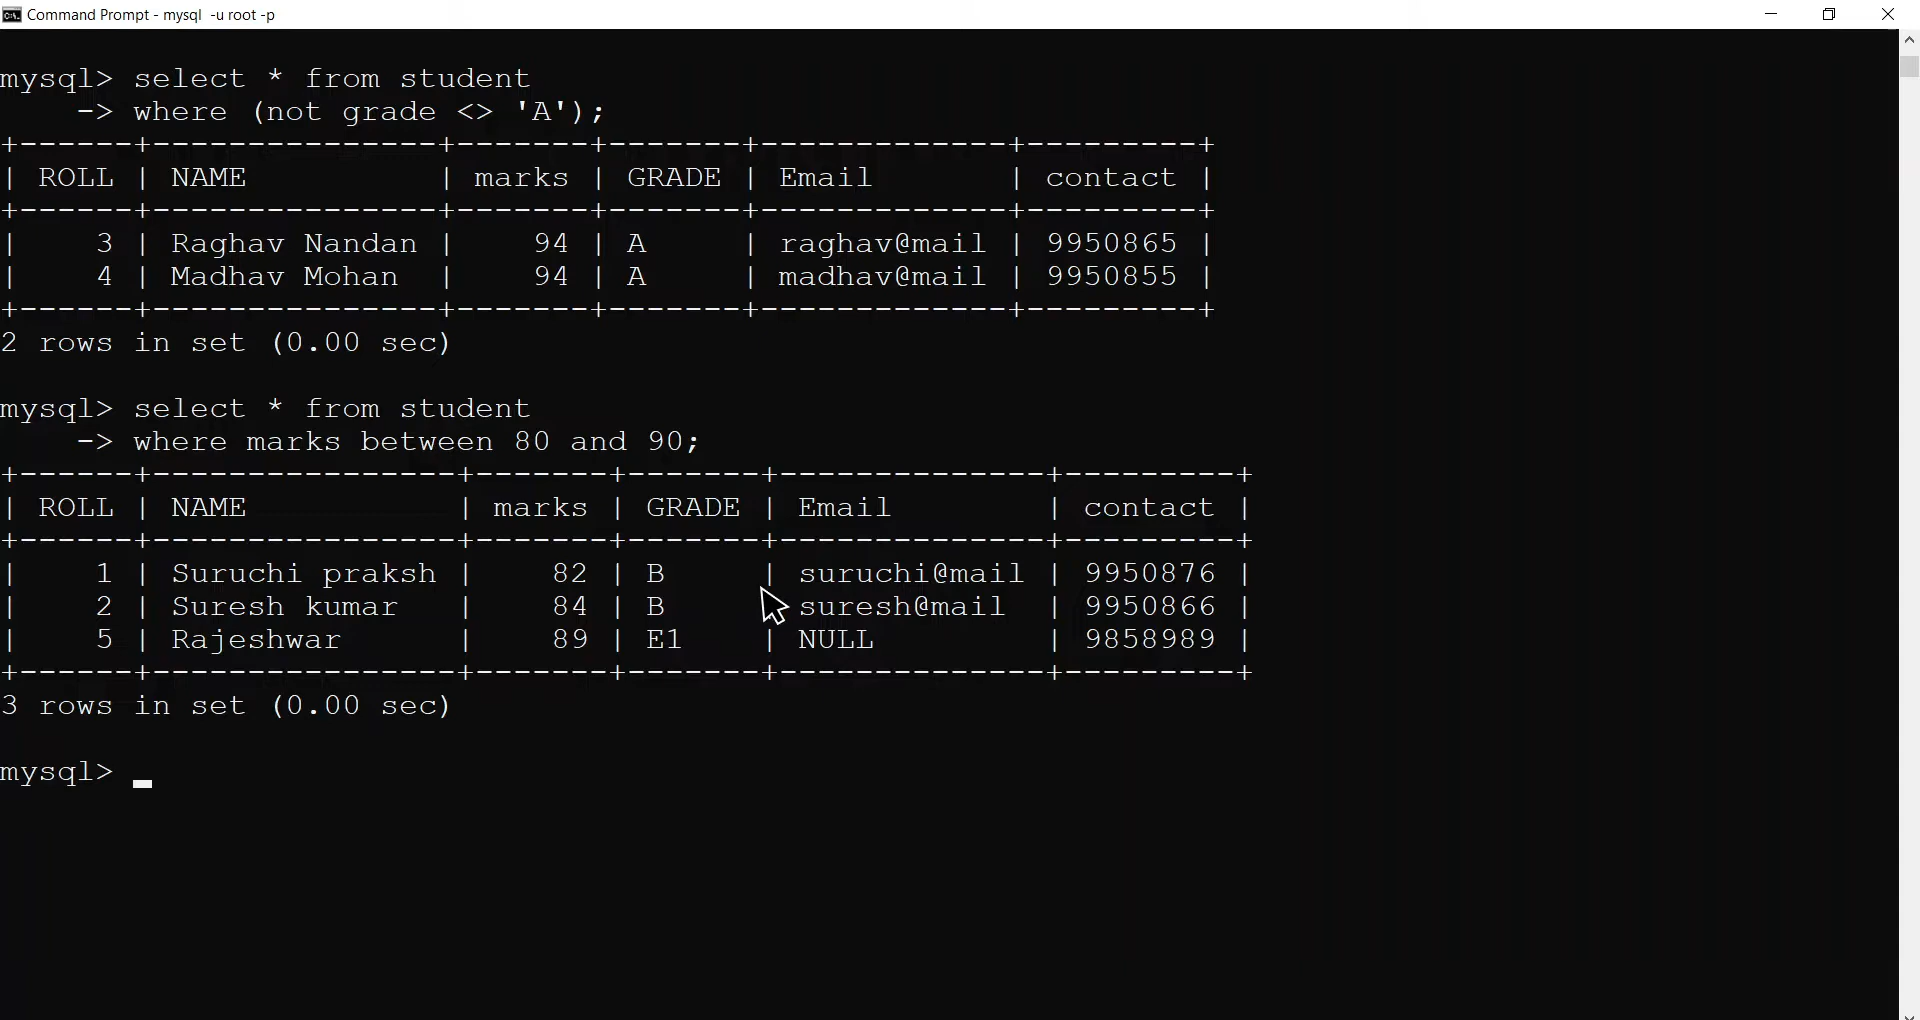 Command Prompt - mysql -u root -p
mysql> select * from student
    -> where (not grade <> 'A');
+------+---------------+-------+-------+-------------+---------+
| ROLL | NAME          | marks | GRADE | Email       | contact |
+------+---------------+-------+-------+-------------+---------+
|    3 | Raghav Nandan |    94 | A     | raghav@mail | 9950865 |
|    4 | Madhav Mohan  |    94 | A     | madhav@mail | 9950855 |
+------+---------------+-------+-------+-------------+---------+
2 rows in set (0.00 sec)
mysql> select * from student
    -> where marks between 80 and 90;
+------+----------------+-------+-------+--------------+---------+
| ROLL | NAME           | marks | GRADE | Email        | contact |
+------+----------------+-------+-------+--------------+---------+
|    1 | Suruchi praksh |    82 | B     | suruchi@mail | 9950876 |
|    2 | Suresh kumar   |    84 | B     | suresh@mail  | 9950866 |
|    5 | Rajeshwar      |    89 | E1    | NULL         | 9858989 |
+------+----------------+-------+-------+--------------+---------+
3 rows in set (0.00 sec)
mysql> _